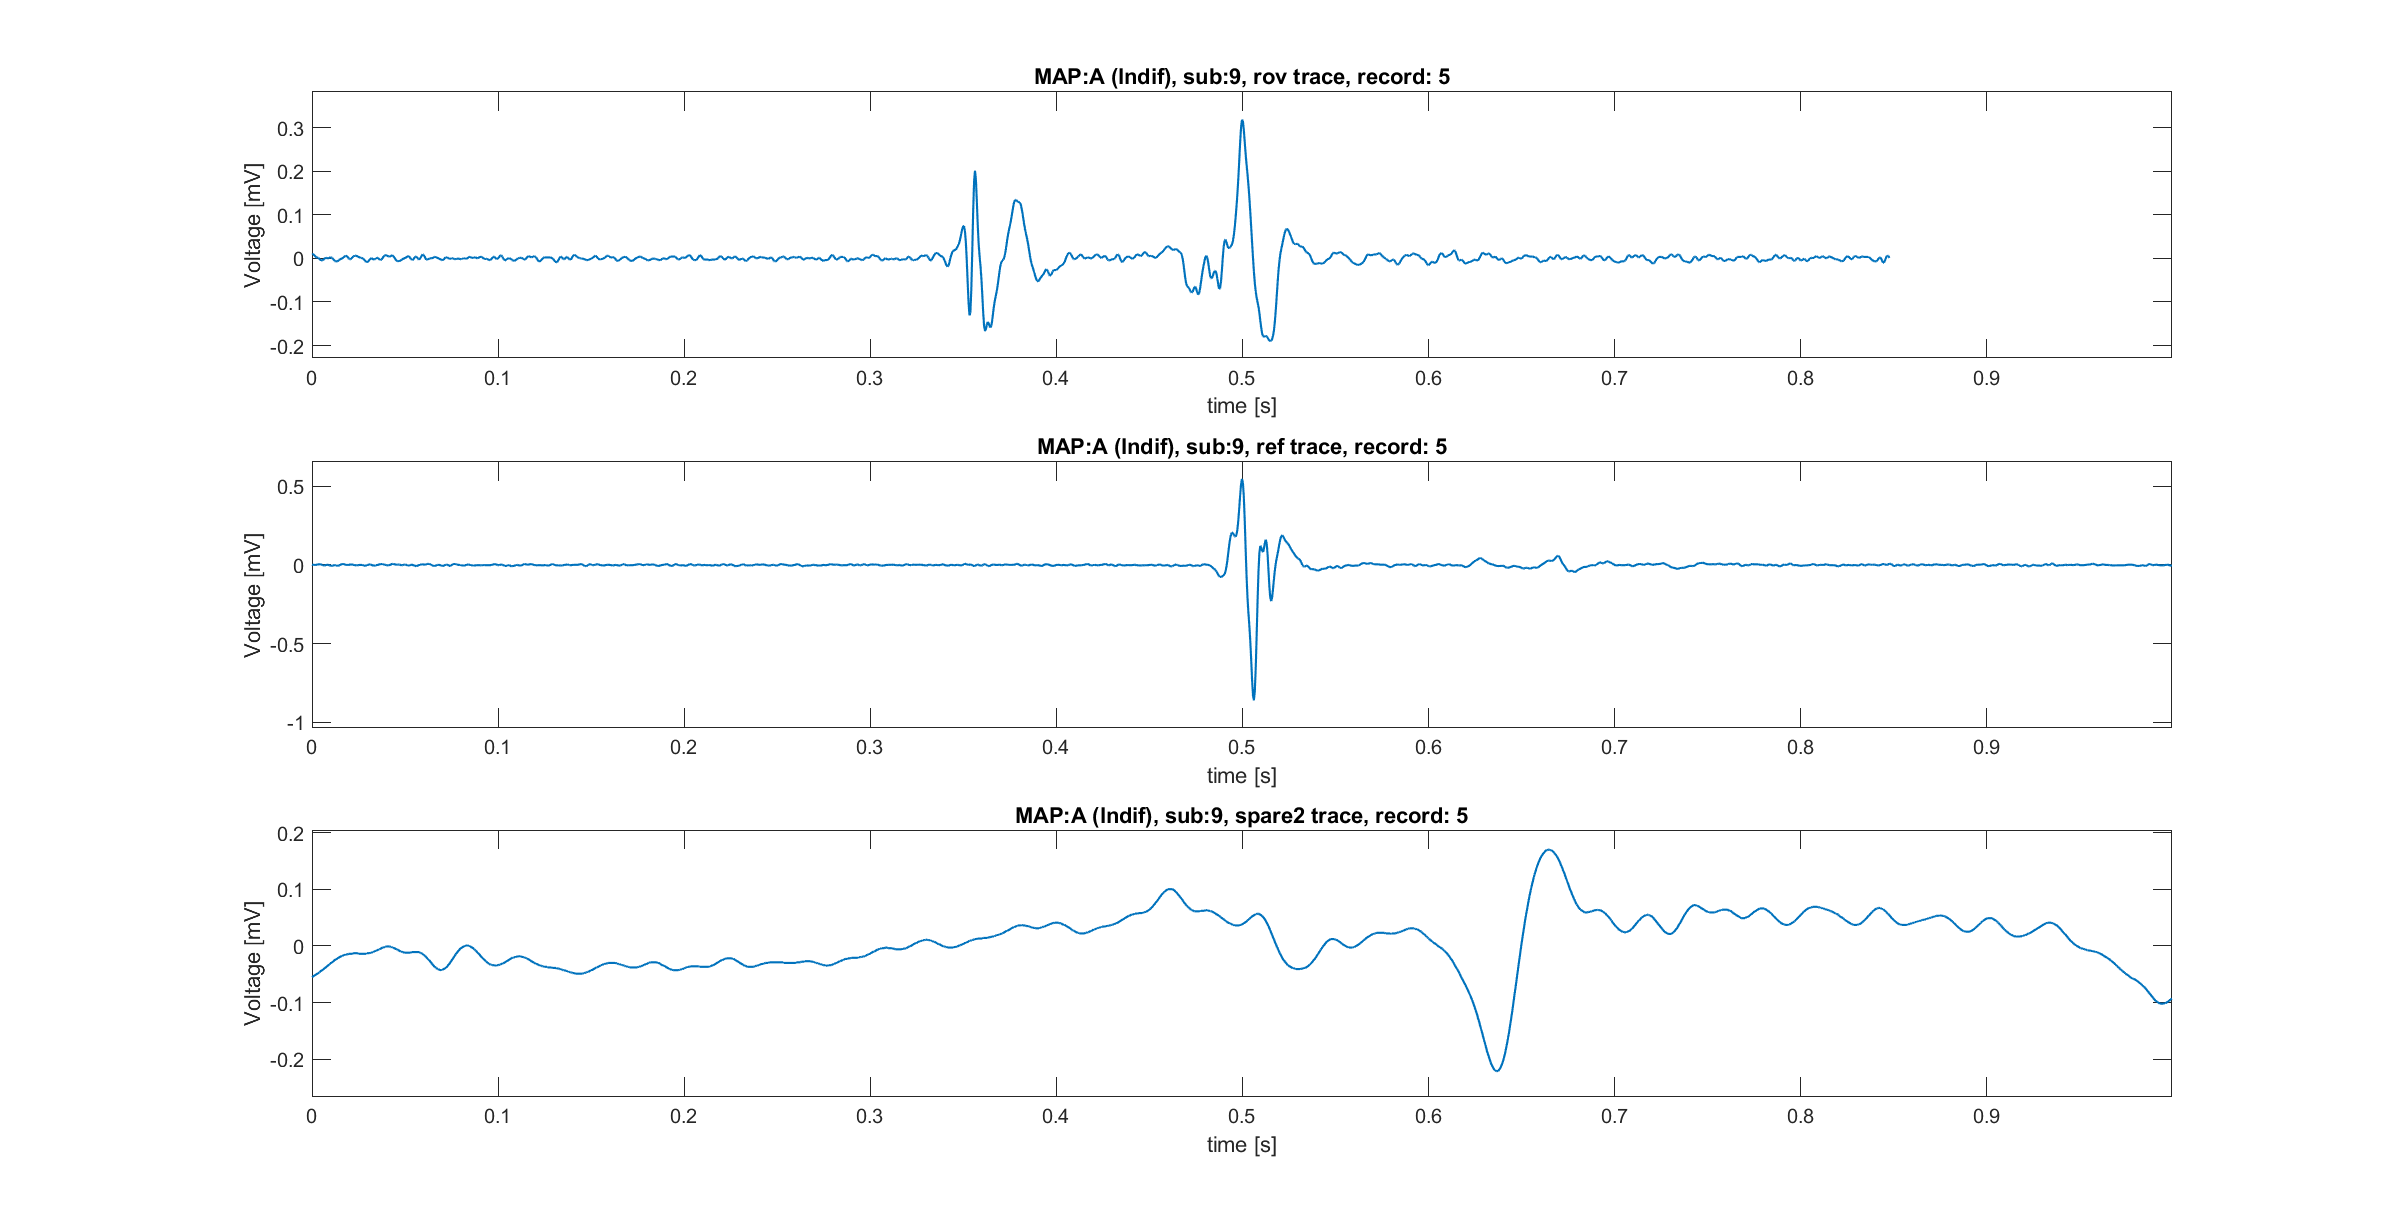 MAP:A (Indif), sub:9, rov trace, record: 5
Voltage [mV]
0.3
0.2
0.1
0
-0.1
-0.2
0 0.1 0.2 0.3 0.4 0.5 0.6 0.7 0.8 0.9
time [s]
MAP:A (Indif), sub:9, ref trace, record: 5
Voltage [mV]
0.5
0
-0.5
-1
0 0.1 0.2 0.3 0.4 0.5 0.6 0.7 0.8 0.9
time [s]
MAP:A (Indif), sub:9, spare2 trace, record: 5
Voltage [mV]
0.2
0.1
0
-0.1
-0.2
0 0.1 0.2 0.3 0.4 0.5 0.6 0.7 0.8 0.9
time [s]